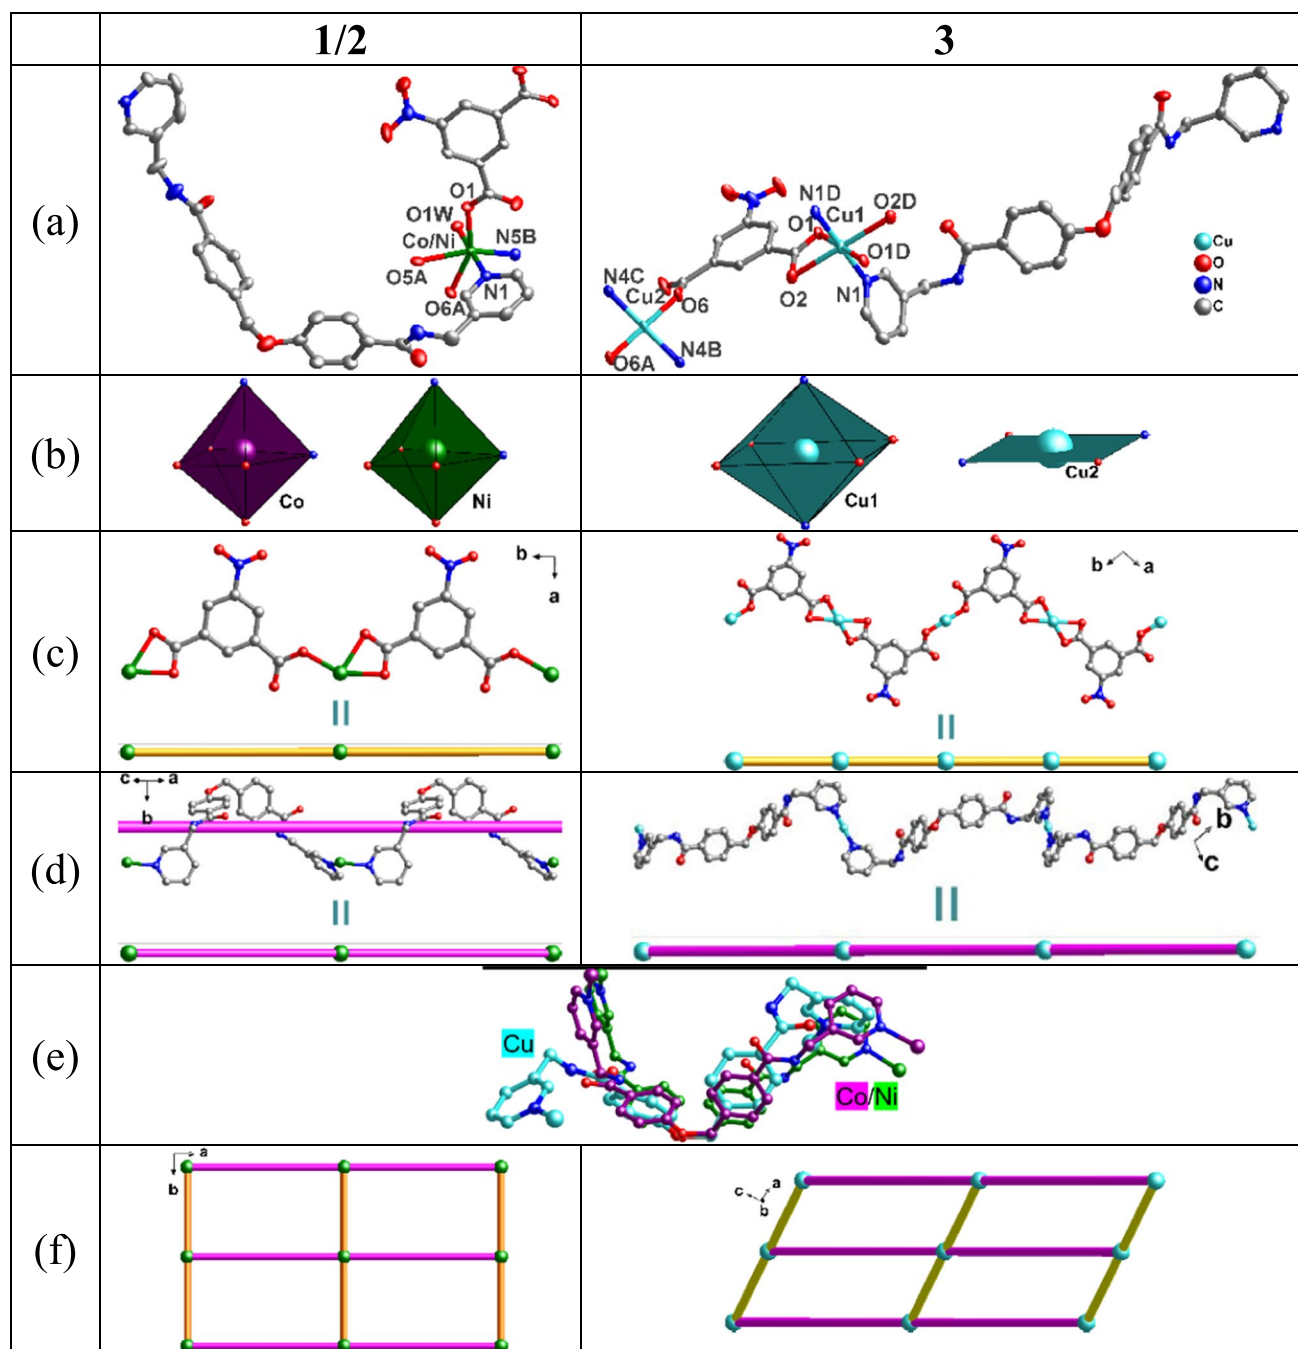 1/2
3
(a)
O1
O1W
Co/Ni
N5B
O5A
O6A
N1
N1D
O2D
O1
Cu1
O1D
N4C
Cu2
O6
O2
N1
O6A
N4B
Cu
O
N
C
(b)
Co
Ni
Cu1
Cu2
(c)
b
a
b
a
(d)
c
a
b
b
c
(e)
Cu
Co/Ni
(f)
a
b
c
a
b